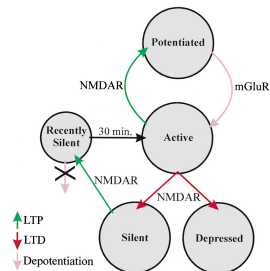 Potentiated
NMDAR
mGluR
Recently
Silent
30 min.
Active
NMDAR
NMDAR
LTP
LTD
Depotentiation
Silent
Depressed